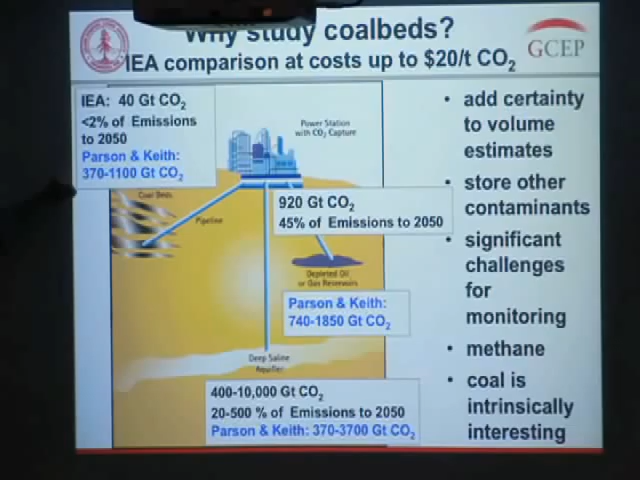 Why study coalbeds?
IEA comparison at costs up to $20/t CO2
GCEP
IEA: 40 Gt CO2
<2% of Emissions
to 2050
Parson & Keith:
370-1100 Gt CO2
Power Station
with CO2 Capture
Coal Beds
Pipeline
920 Gt CO2
45% of Emissions to 2050
Depleted Oil
or Gas Reservoirs
Parson & Keith:
740-1850 Gt CO2
Deep Saline
Aquifer
400-10,000 Gt CO2
20-500 % of Emissions to 2050
Parson & Keith: 370-3700 Gt CO2
• add certainty
to volume
estimates
• store other
contaminants
• significant
challenges
for
monitoring
• methane
• coal is
intrinsically
interesting